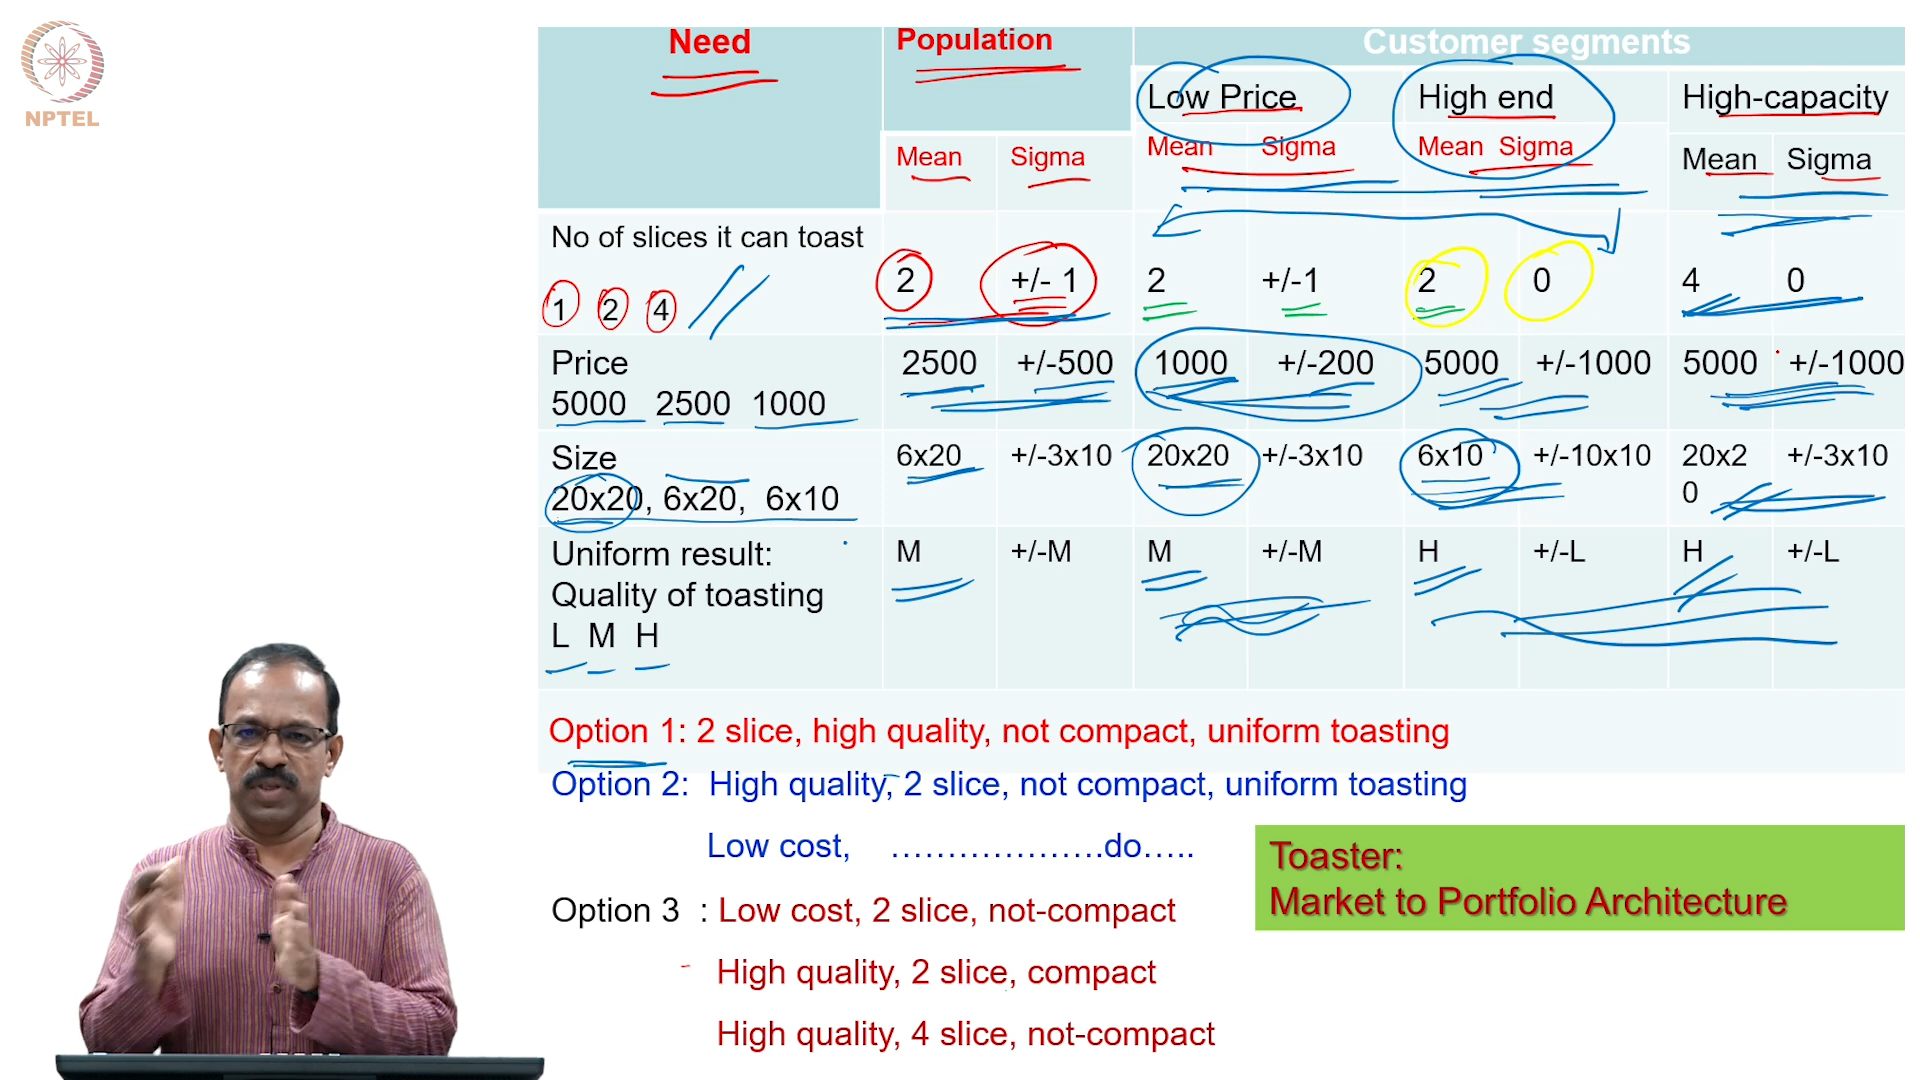 NPTEL
Need Population Customer segments
Low Price High end High-capacity
Mean Sigma Mean Sigma Mean Sigma Mean Sigma
No of slices it can toast
1 2 4 2 +/- 1 2 +/-1 2 0 4 0
Price 2500 +/-500 1000 +/-200 5000 +/-1000 5000 +/-1000
5000 2500 1000
Size 6x20 +/-3x10 20x20 +/-3x10 6x10 +/-10x10 20x2 +/-3x10
20x20, 6x20, 6x10 0
Uniform result: M +/-M M +/-M H +/-L H +/-L
Quality of toasting
L M H
Option 1: 2 slice, high quality, not compact, uniform toasting
Option 2: High quality, 2 slice, not compact, uniform toasting
Low cost, ………………….do…..
Option 3 : Low cost, 2 slice, not-compact
High quality, 2 slice, compact
High quality, 4 slice, not-compact
Toaster:
Market to Portfolio Architecture